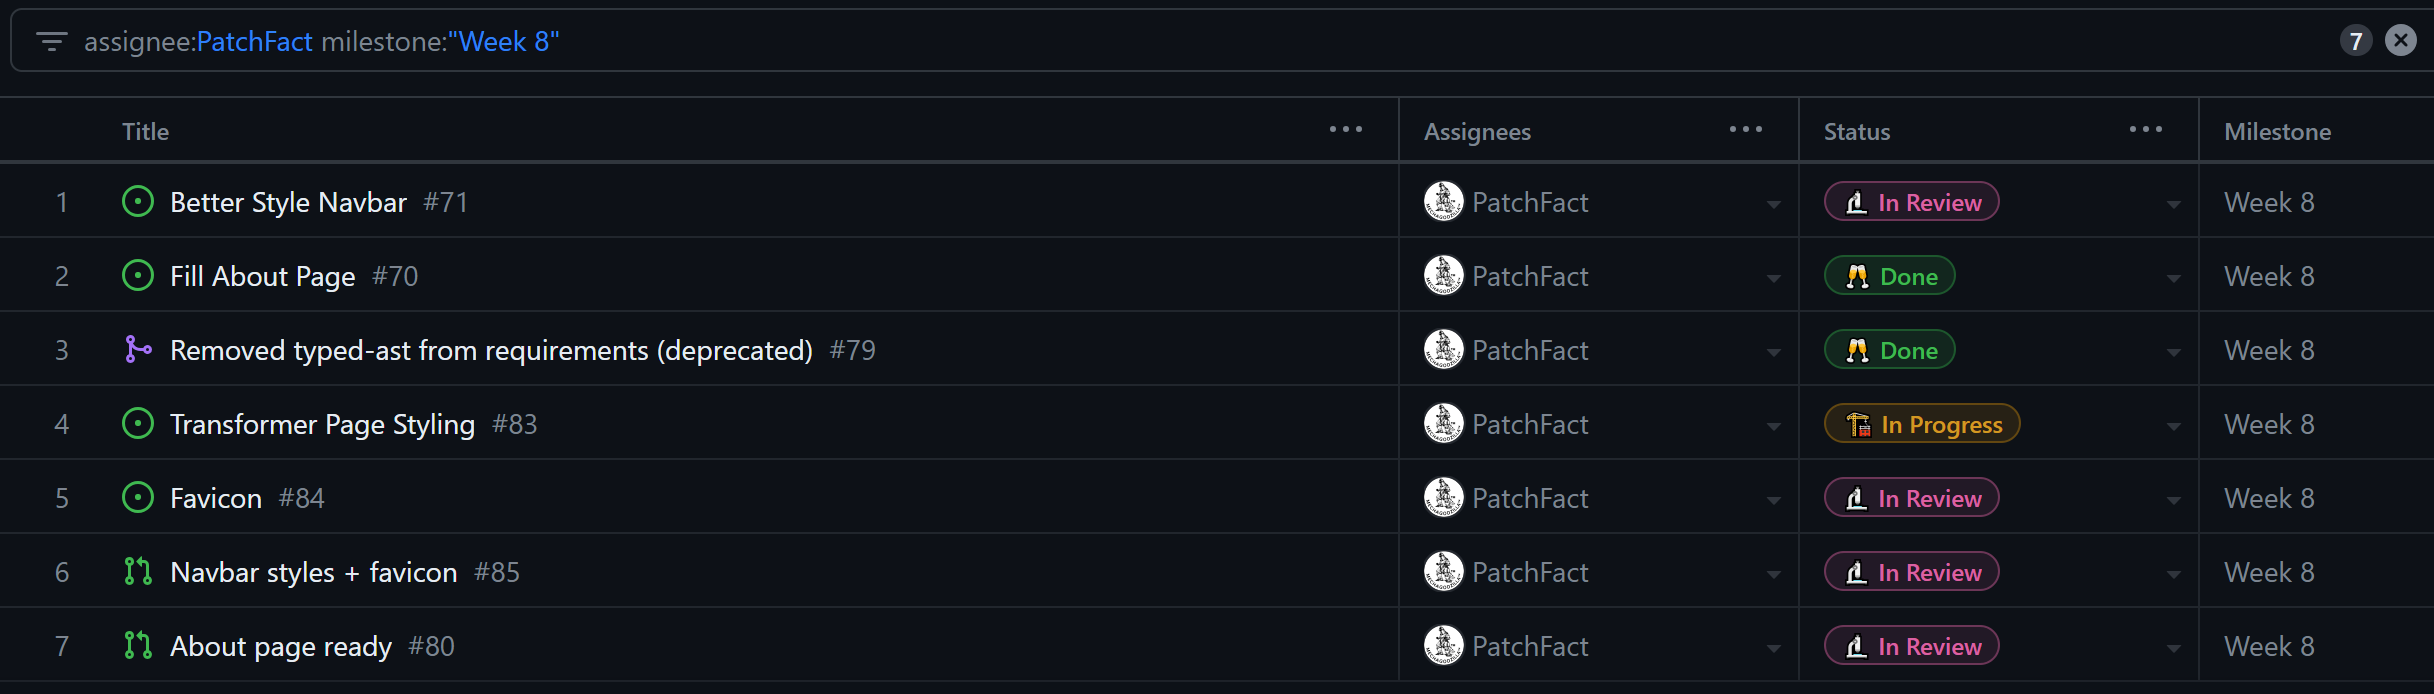 assignee:PatchFact milestone:"Week 8" 7
Title Assignees Status Milestone
1 Better Style Navbar #71 PatchFact In Review Week 8
2 Fill About Page #70 PatchFact Done Week 8
3 Removed typed-ast from requirements (deprecated) #79 PatchFact Done Week 8
4 Transformer Page Styling #83 PatchFact In Progress Week 8
5 Favicon #84 PatchFact In Review Week 8
6 Navbar styles + favicon #85 PatchFact In Review Week 8
7 About page ready #80 PatchFact In Review Week 8